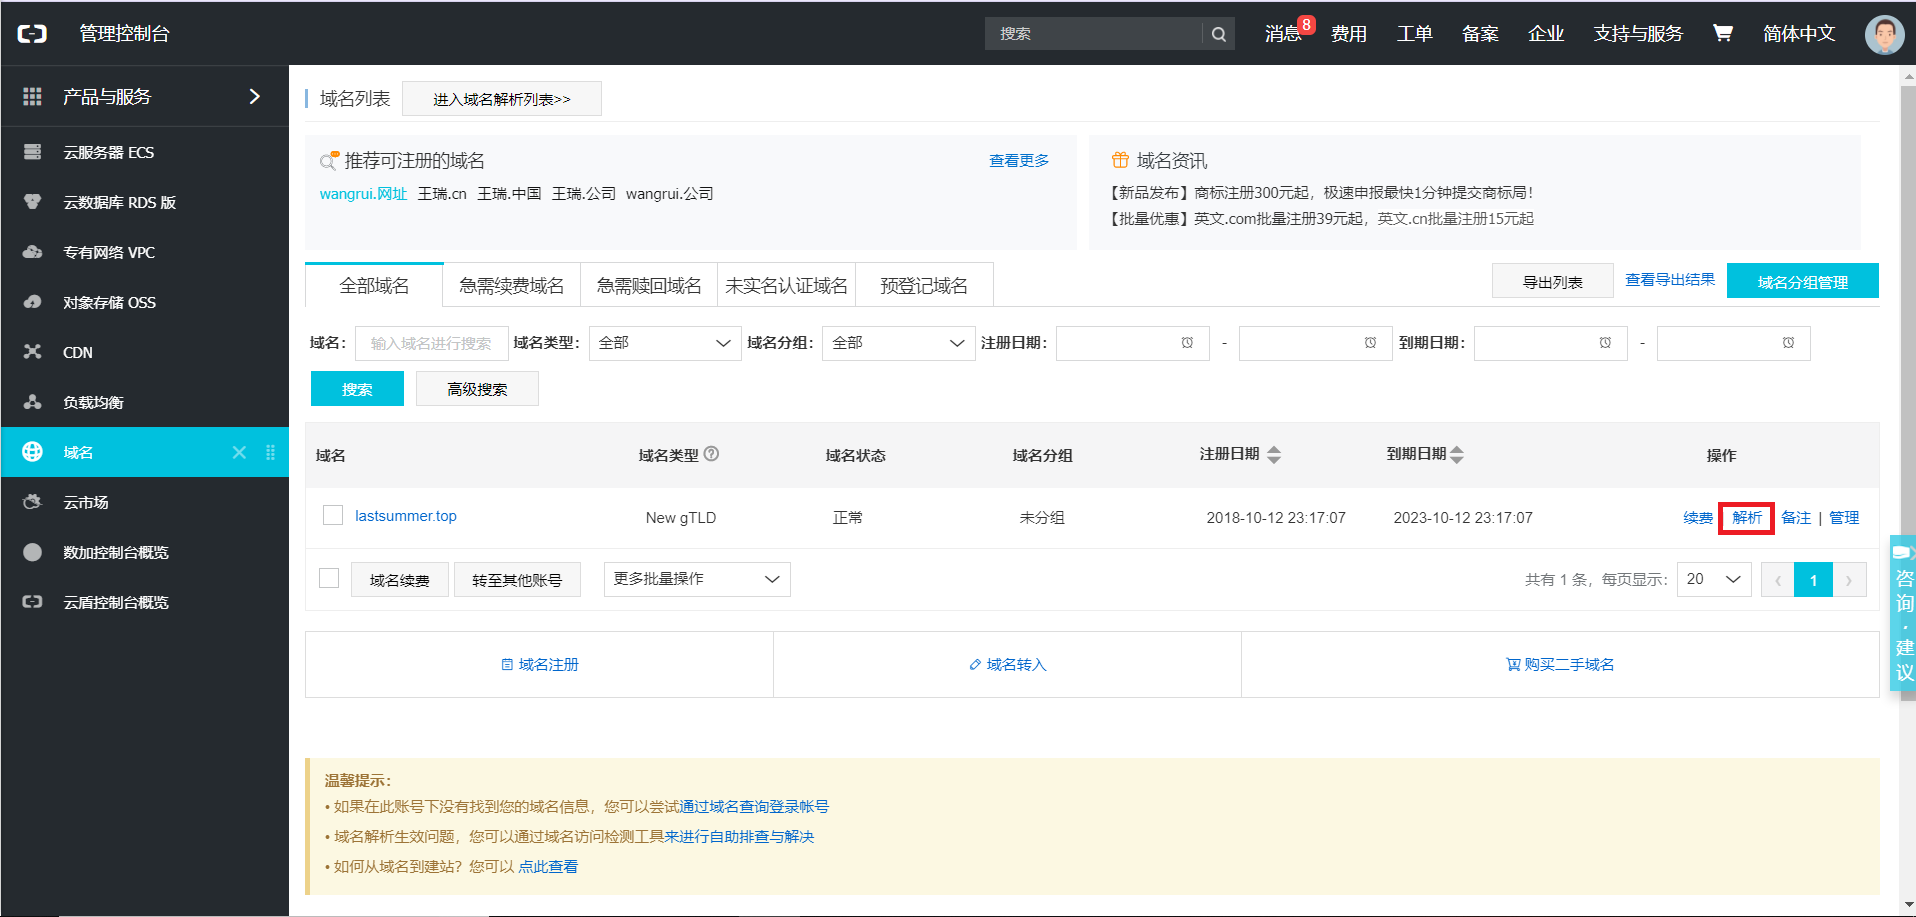 管理控制台
搜索
消息 8 费用 工单 备案 企业 支持与服务 简体中文
产品与服务
云服务器 ECS
云数据库 RDS 版
专有网络 VPC
对象存储 OSS
CDN
负载均衡
域名
云市场
数加控制台概览
云盾控制台概览
域名列表 进入域名解析列表>>
推荐可注册的域名 查看更多
wangrui.网址 王瑞.cn 王瑞.中国 王瑞.公司 wangrui.公司
域名资讯
【新品发布】商标注册300元起，极速申报最快1分钟提交商标局！
【批量优惠】英文.com批量注册39元起，英文.cn批量注册15元起
全部域名 急需续费域名 急需赎回域名 未实名认证域名 预登记域名 导出列表 查看导出结果 域名分组管理
域名： 输入域名进行搜索 域名类型： 全部 域名分组： 全部 注册日期： - 到期日期： -
搜索 高级搜索
域名 域名类型 ? 域名状态 域名分组 注册日期 到期日期 操作
lastsummer.top New gTLD 正常 未分组 2018-10-12 23:17:07 2023-10-12 23:17:07 续费 解析 备注 | 管理
域名续费 转至其他账号 更多批量操作 共有 1 条，每页显示： 20 ‹ 1 ›
域名注册 域名转入 购买二手域名
温馨提示：
• 如果在此账号下没有找到您的域名信息，您可以尝试通过域名查询登录帐号
• 域名解析生效问题，您可以通过域名访问检测工具来进行自助排查与解决
• 如何从域名到建站？您可以 点此查看
咨询·建议